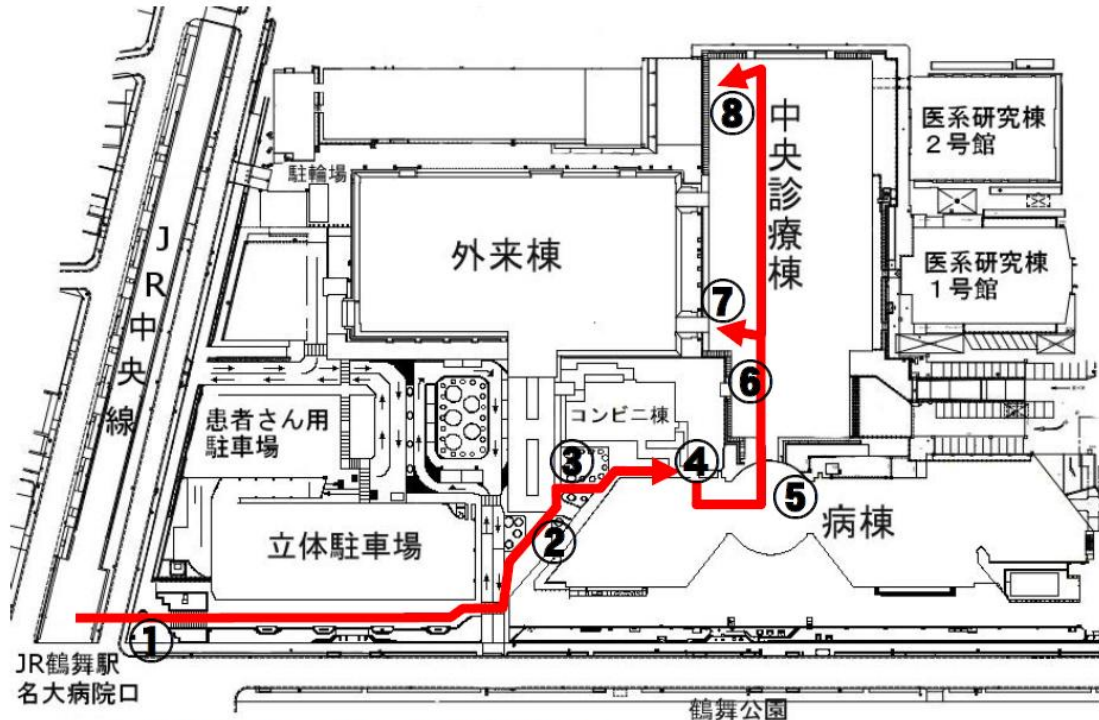 ⑧
中央診療棟
医系研究棟
2号館
駐輪場
JR中央線
外来棟
医系研究棟
1号館
⑦
⑥
患者さん用
駐車場
コンビニ棟
③
④
⑤
病棟
②
立体駐車場
①
JR鶴舞駅
名大病院口
鶴舞公園